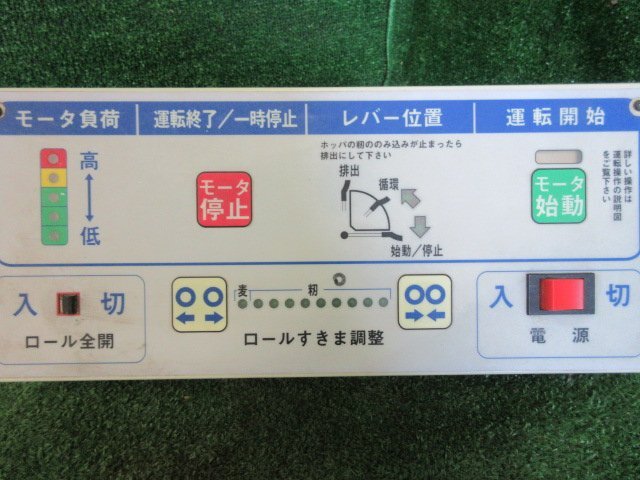 モータ負荷
運転終了／一時停止
レバー位置
運転開始
高
低
モータ
停止
ホッパの籾のみ込みが止まったら
排出にして下さい
排出
循環
始動／停止
モータ
始動
詳しい操作は
運転操作の説明図
をご覧下さい
入
切
ロール全開
麦
籾
ロールすきま調整
入
切
電源